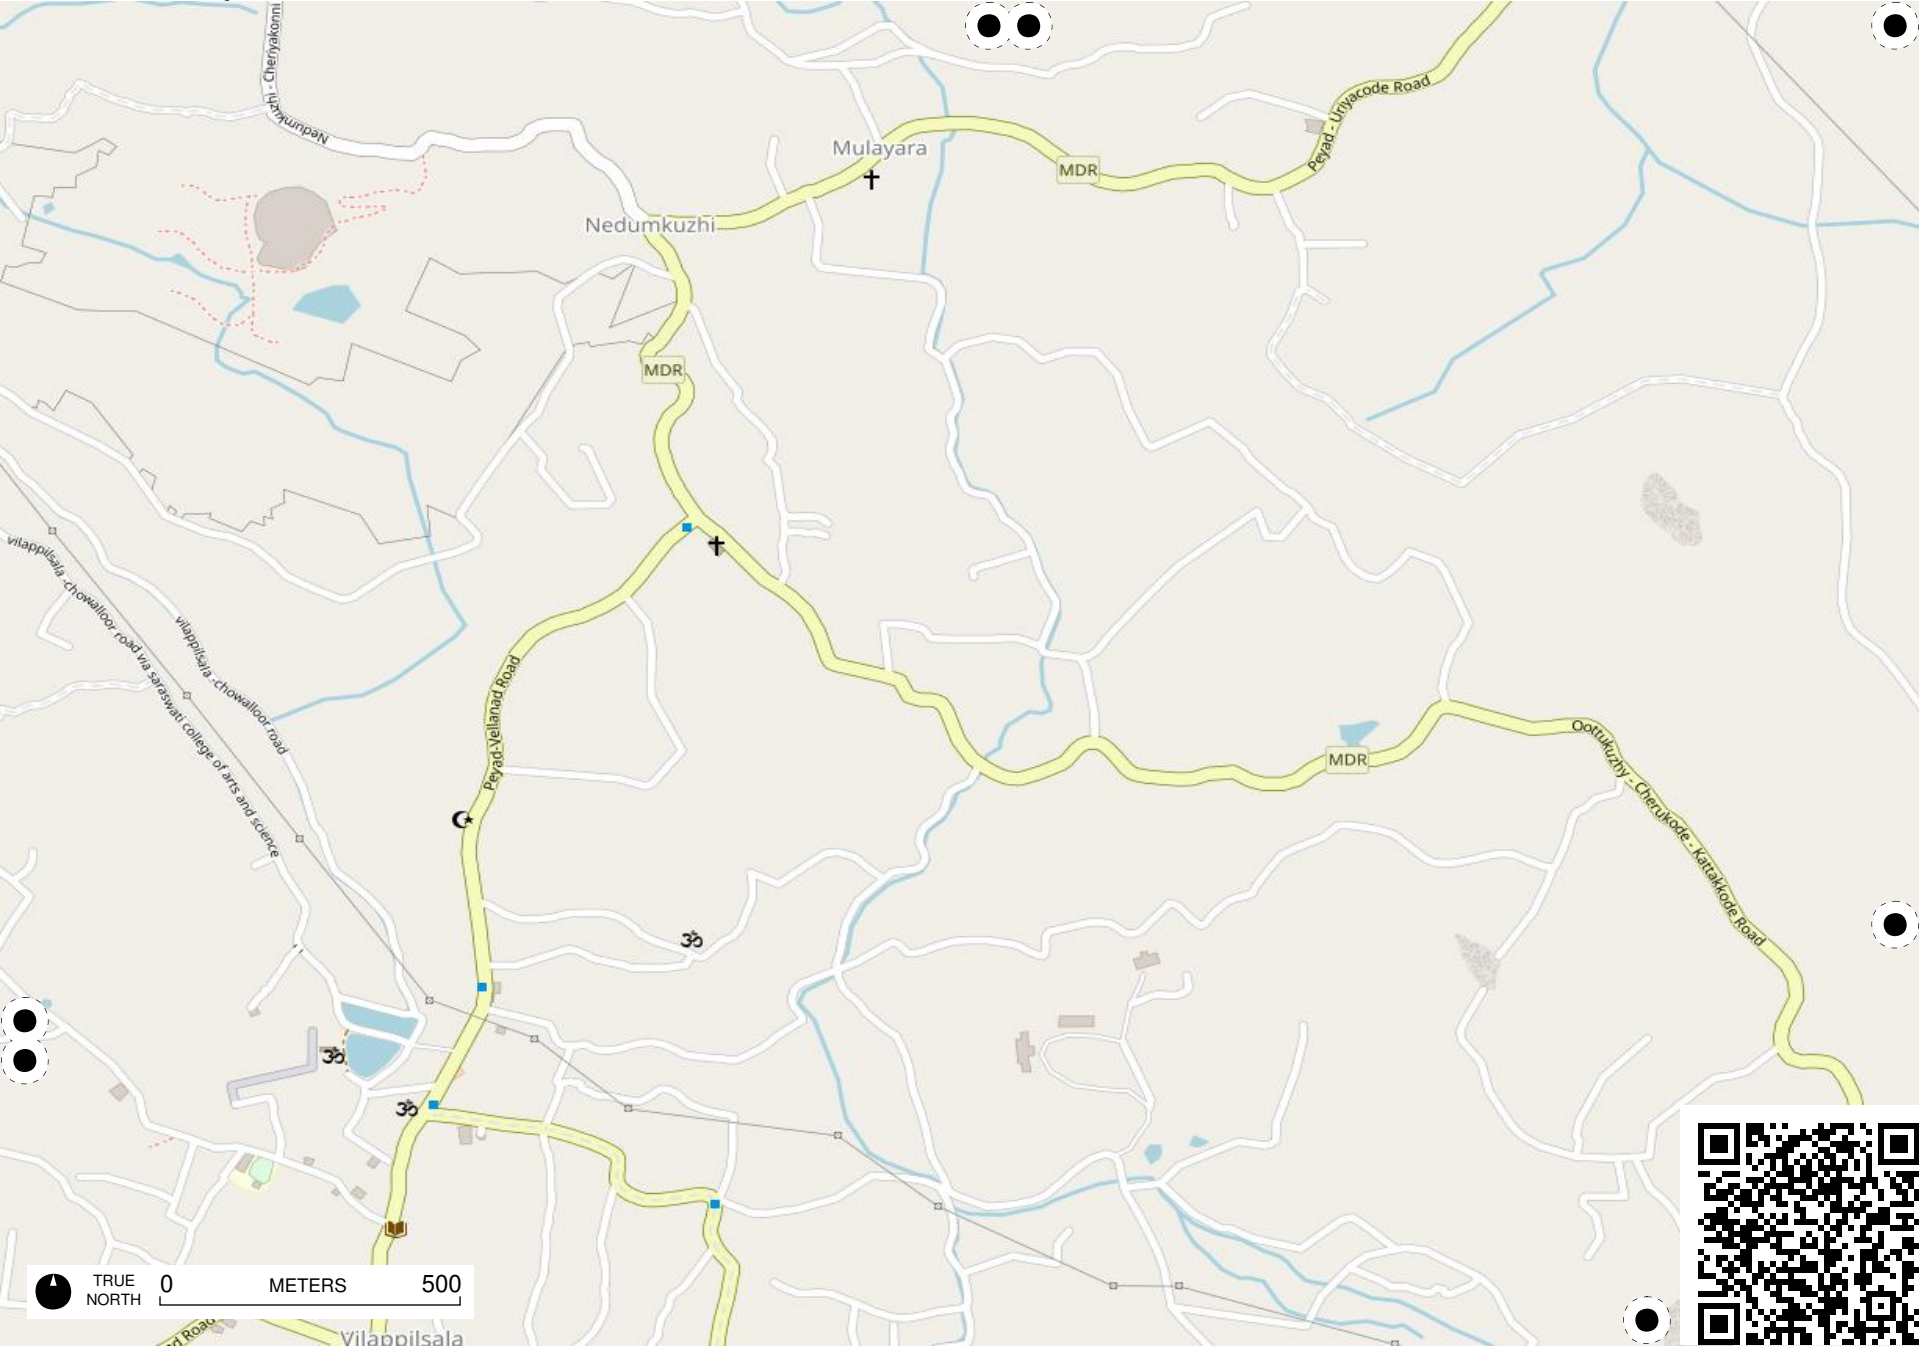 Nedumkuzhi - Cheriyakonni
Peyad - Uriyacode Road
Mulayara
MDR
Nedumkuzhi
MDR
vilappilsala -chowalloor road via saraswati college of arts and science
vilappilsala -chowalloor road
Peyad-Vellanad Road
MDR
Oottukuzhy - Cherukode - Kattakkode Road
ॐ
ॐ
ॐ
TRUE
NORTH
0 METERS 500
d Road
Vilappilsala